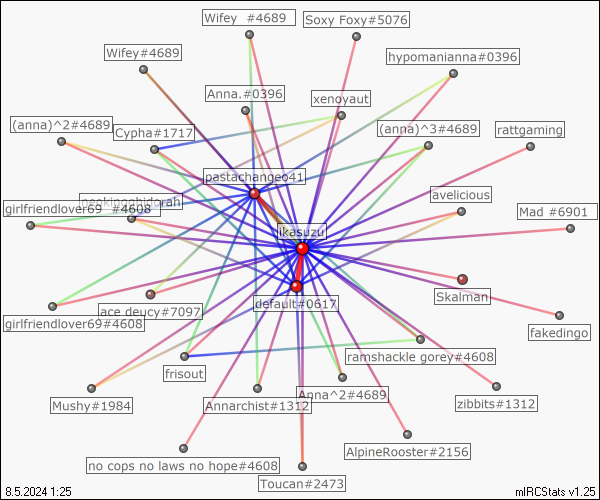 Wifey  #4689
Soxy Foxy#5076
Wifey#4689
hypomanianna#0396
Anna.#0396
xenoyaut
(anna)^2#4689
Cypha#1717
(anna)^3#4689
rattgaming
pastachangeo41
avelicious
girlfriendlover69  #4608
Mad #6901
ikasuzu
default#0617
Skalman
ace deucy#7097
girlfriendlover69#4608
fakedingo
ramshackle gorey#4608
frisout
Anna^2#4689
Mushy#1984
Annarchist#1312
zibbits#1312
AlpineRooster#2156
no cops no laws no hope#4608
Toucan#2473
8.5.2024 1:25
mIRCStats v1.25